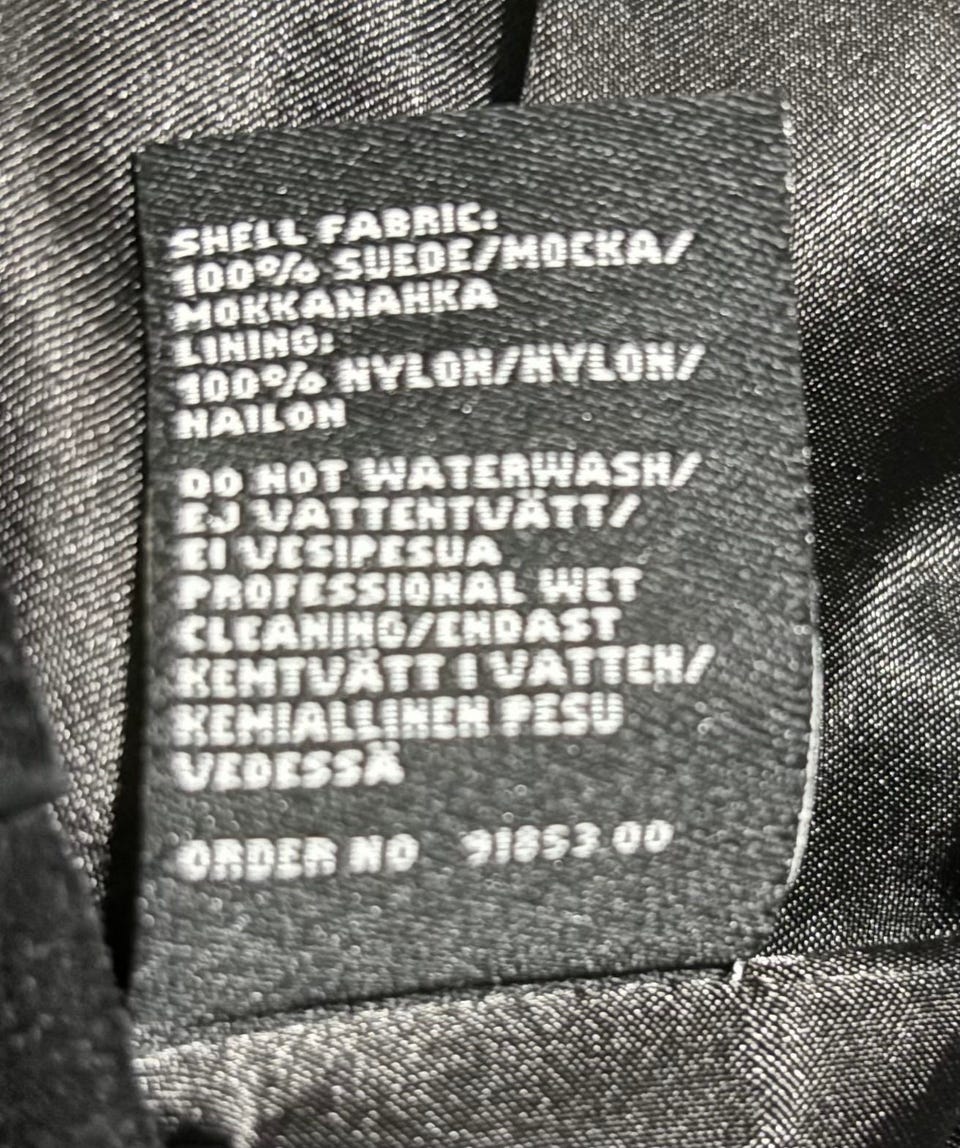 SHELL FABRIC:
100% SUEDE/MOCKA/
MOKKANAHKA
LINING:
100% NYLON/NYLON/
NAILON
DO NOT WATERWASH/
EJ VATTENTVÄTT/
EI VESIPESUA
PROFESSIONAL WET
CLEANING/ENDAST
KEMTVÄTT I VATTEN/
KEMIALLINEN PESU
VEDESSÄ
ORDER NO 91853.00